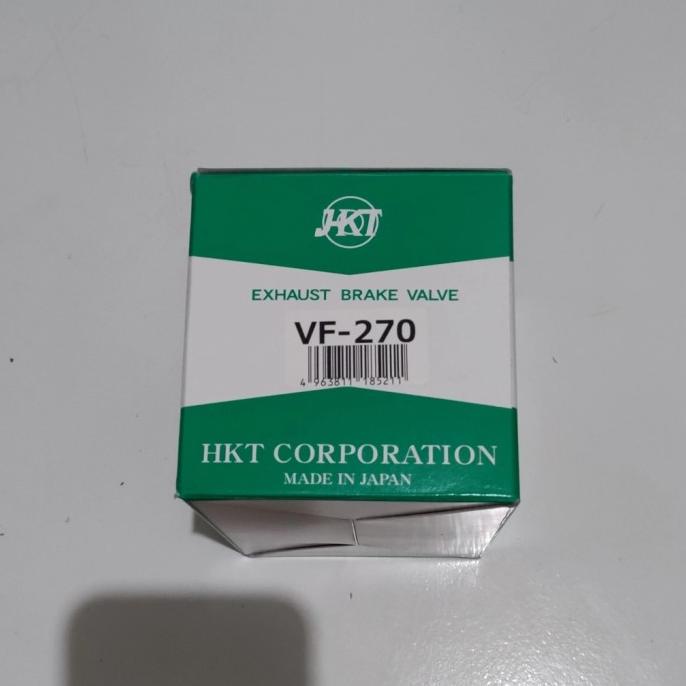 HKT
EXHAUST BRAKE VALVE
VF-270
4 963811 185211
HKT CORPORATION
MADE IN JAPAN